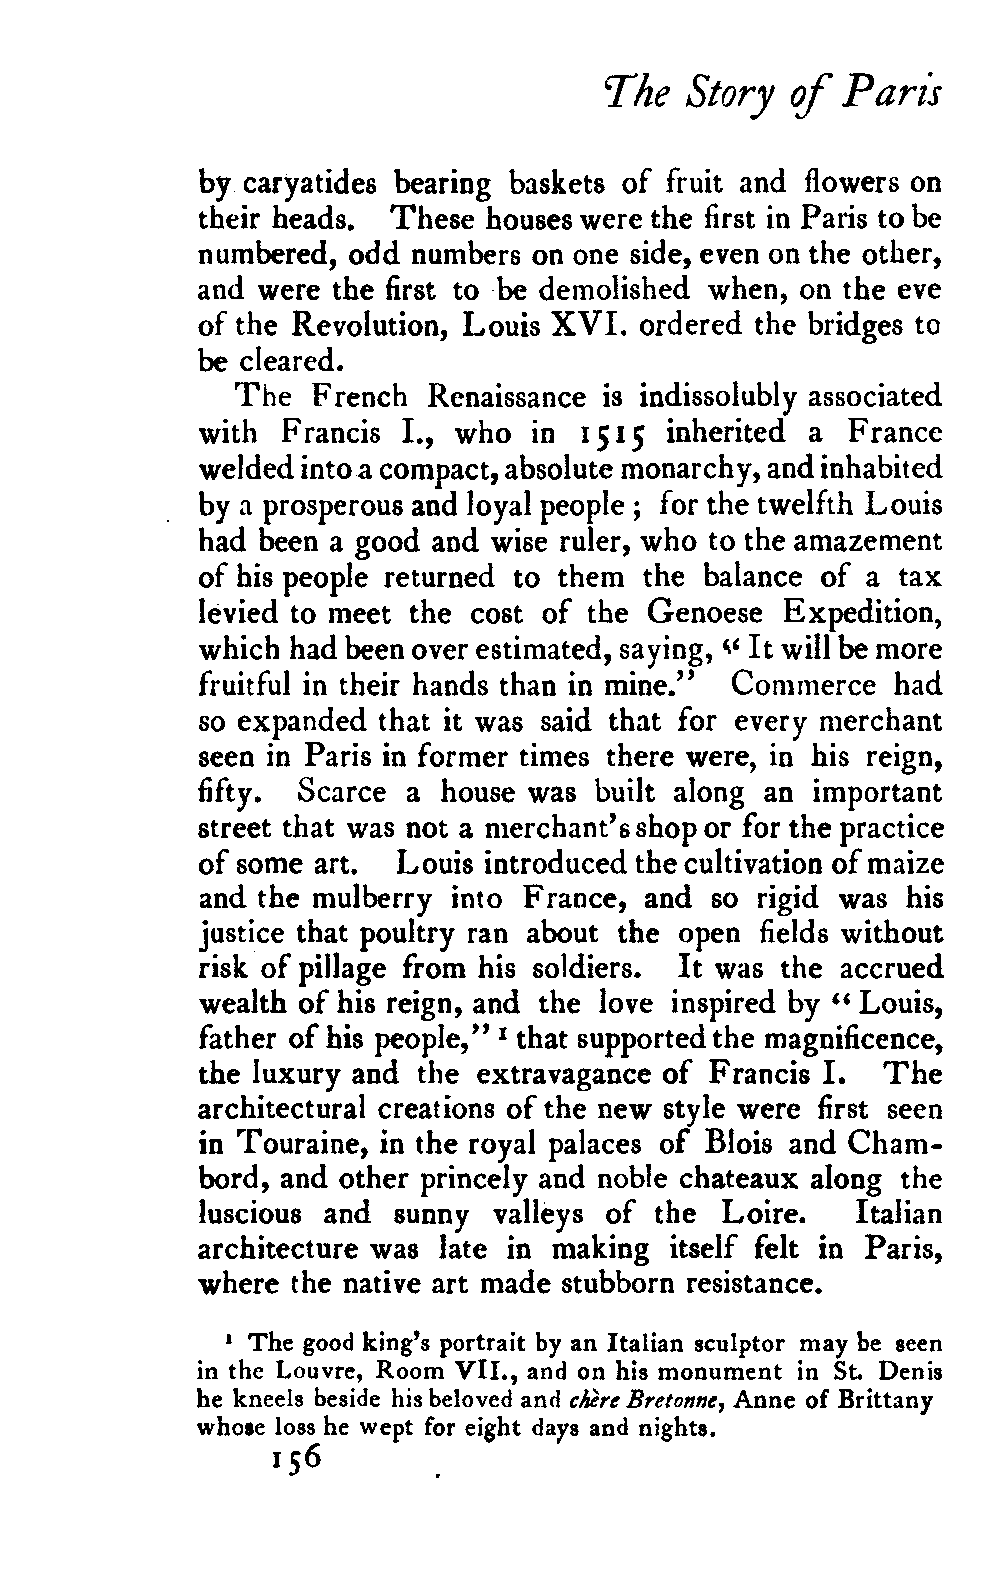 The Story of Paris
by caryatides bearing baskets of fruit and flowers on
their heads. These houses were the first in Paris to be
numbered, odd numbers on one side, even on the other,
and were the first to be demolished when, on the eve
of the Revolution, Louis XVI. ordered the bridges to
be cleared.
The French Renaissance is indissolubly associated
with Francis I., who in 1515 inherited a France
welded into a compact, absolute monarchy, and inhabited
by a prosperous and loyal people ; for the twelfth Louis
had been a good and wise ruler, who to the amazement
of his people returned to them the balance of a tax
levied to meet the cost of the Genoese Expedition,
which had been over estimated, saying, “ It will be more
fruitful in their hands than in mine.” Commerce had
so expanded that it was said that for every merchant
seen in Paris in former times there were, in his reign,
fifty. Scarce a house was built along an important
street that was not a merchant's shop or for the practice
of some art. Louis introduced the cultivation of maize
and the mulberry into France, and so rigid was his
justice that poultry ran about the open fields without
risk of pillage from his soldiers. It was the accrued
wealth of his reign, and the love inspired by “ Louis,
father of his people,” ¹ that supported the magnificence,
the luxury and the extravagance of Francis I. The
architectural creations of the new style were first seen
in Touraine, in the royal palaces of Blois and Cham-
bord, and other princely and noble chateaux along the
luscious and sunny valleys of the Loire. Italian
architecture was late in making itself felt in Paris,
where the native art made stubborn resistance.
¹ The good king's portrait by an Italian sculptor may be seen
in the Louvre, Room VII., and on his monument in St. Denis
he kneels beside his beloved and chère Bretonne, Anne of Brittany
whose loss he wept for eight days and nights.
156